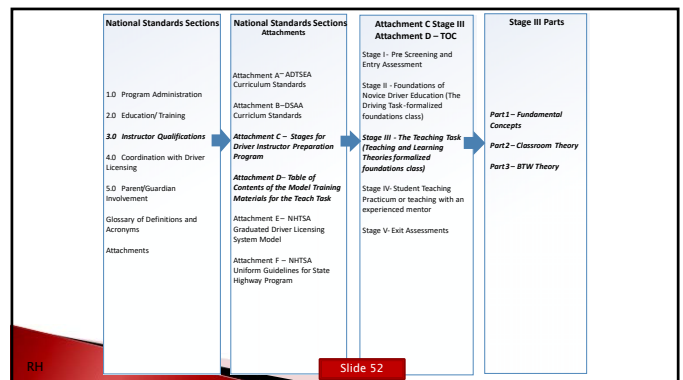 National Standards Sections
1.0 Program Administration
2.0 Education/ Training
3.0 Instructor Qualifications
4.0 Coordination with Driver
Licensing
5.0 Parent/Guardian
Involvement
Glossary of Definitions and
Acronyms
Attachments
National Standards Sections
Attachments
Attachment A– ADTSEA
Curriculum Standards
Attachment B–DSAA
Curriculum Standards
Attachment C – Stages for
Driver Instructor Preparation
Program
Attachment D– Table of
Contents of the Model Training
Materials for the Teach Task
Attachment E – NHTSA
Graduated Driver Licensing
System Model
Attachment F – NHTSA
Uniform Guidelines for State
Highway Program
Attachment C Stage III
Attachment D – TOC
Stage I- Pre Screening and
Entry Assessment
Stage II - Foundations of
Novice Driver Education (The
Driving Task-formalized
foundations class)
Stage III - The Teaching Task
(Teaching and Learning
Theories formalized
foundations class)
Stage IV- Student Teaching
Practicum or teaching with an
experienced mentor
Stage V- Exit Assessments
Stage III Parts
Part1 – Fundamental
Concepts
Part2 – Classroom Theory
Part3 – BTW Theory
RH
Slide 52